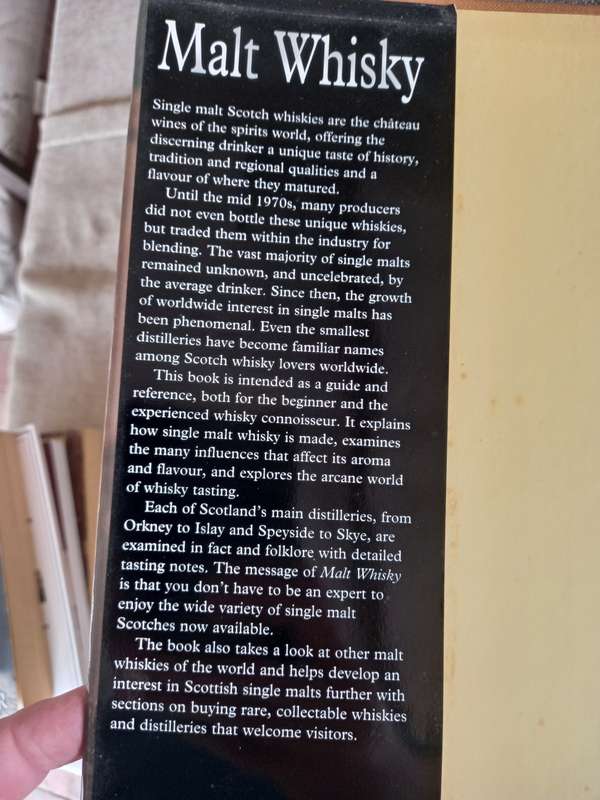 Malt Whisky
Single malt Scotch whiskies are the château
wines of the spirits world, offering the
discerning drinker a unique taste of history,
tradition and regional qualities and a
flavour of where they matured.
Until the mid 1970s, many producers
did not even bottle these unique whiskies,
but traded them within the industry for
blending. The vast majority of single malts
remained unknown, and uncelebrated, by
the average drinker. Since then, the growth
of worldwide interest in single malts has
been phenomenal. Even the smallest
distilleries have become familiar names
among Scotch whisky lovers worldwide.
This book is intended as a guide and
reference, both for the beginner and the
experienced whisky connoisseur. It explains
how single malt whisky is made, examines
the many influences that affect its aroma
and flavour, and explores the arcane world
of whisky tasting.
Each of Scotland's main distilleries, from
Orkney to Islay and Speyside to Skye, are
examined in fact and folklore with detailed
tasting notes. The message of Malt Whisky
is that you don't have to be an expert to
enjoy the wide variety of single malt
Scotches now available.
The book also takes a look at other malt
whiskies of the world and helps develop an
interest in Scottish single malts further with
sections on buying rare, collectable whiskies
and distilleries that welcome visitors.